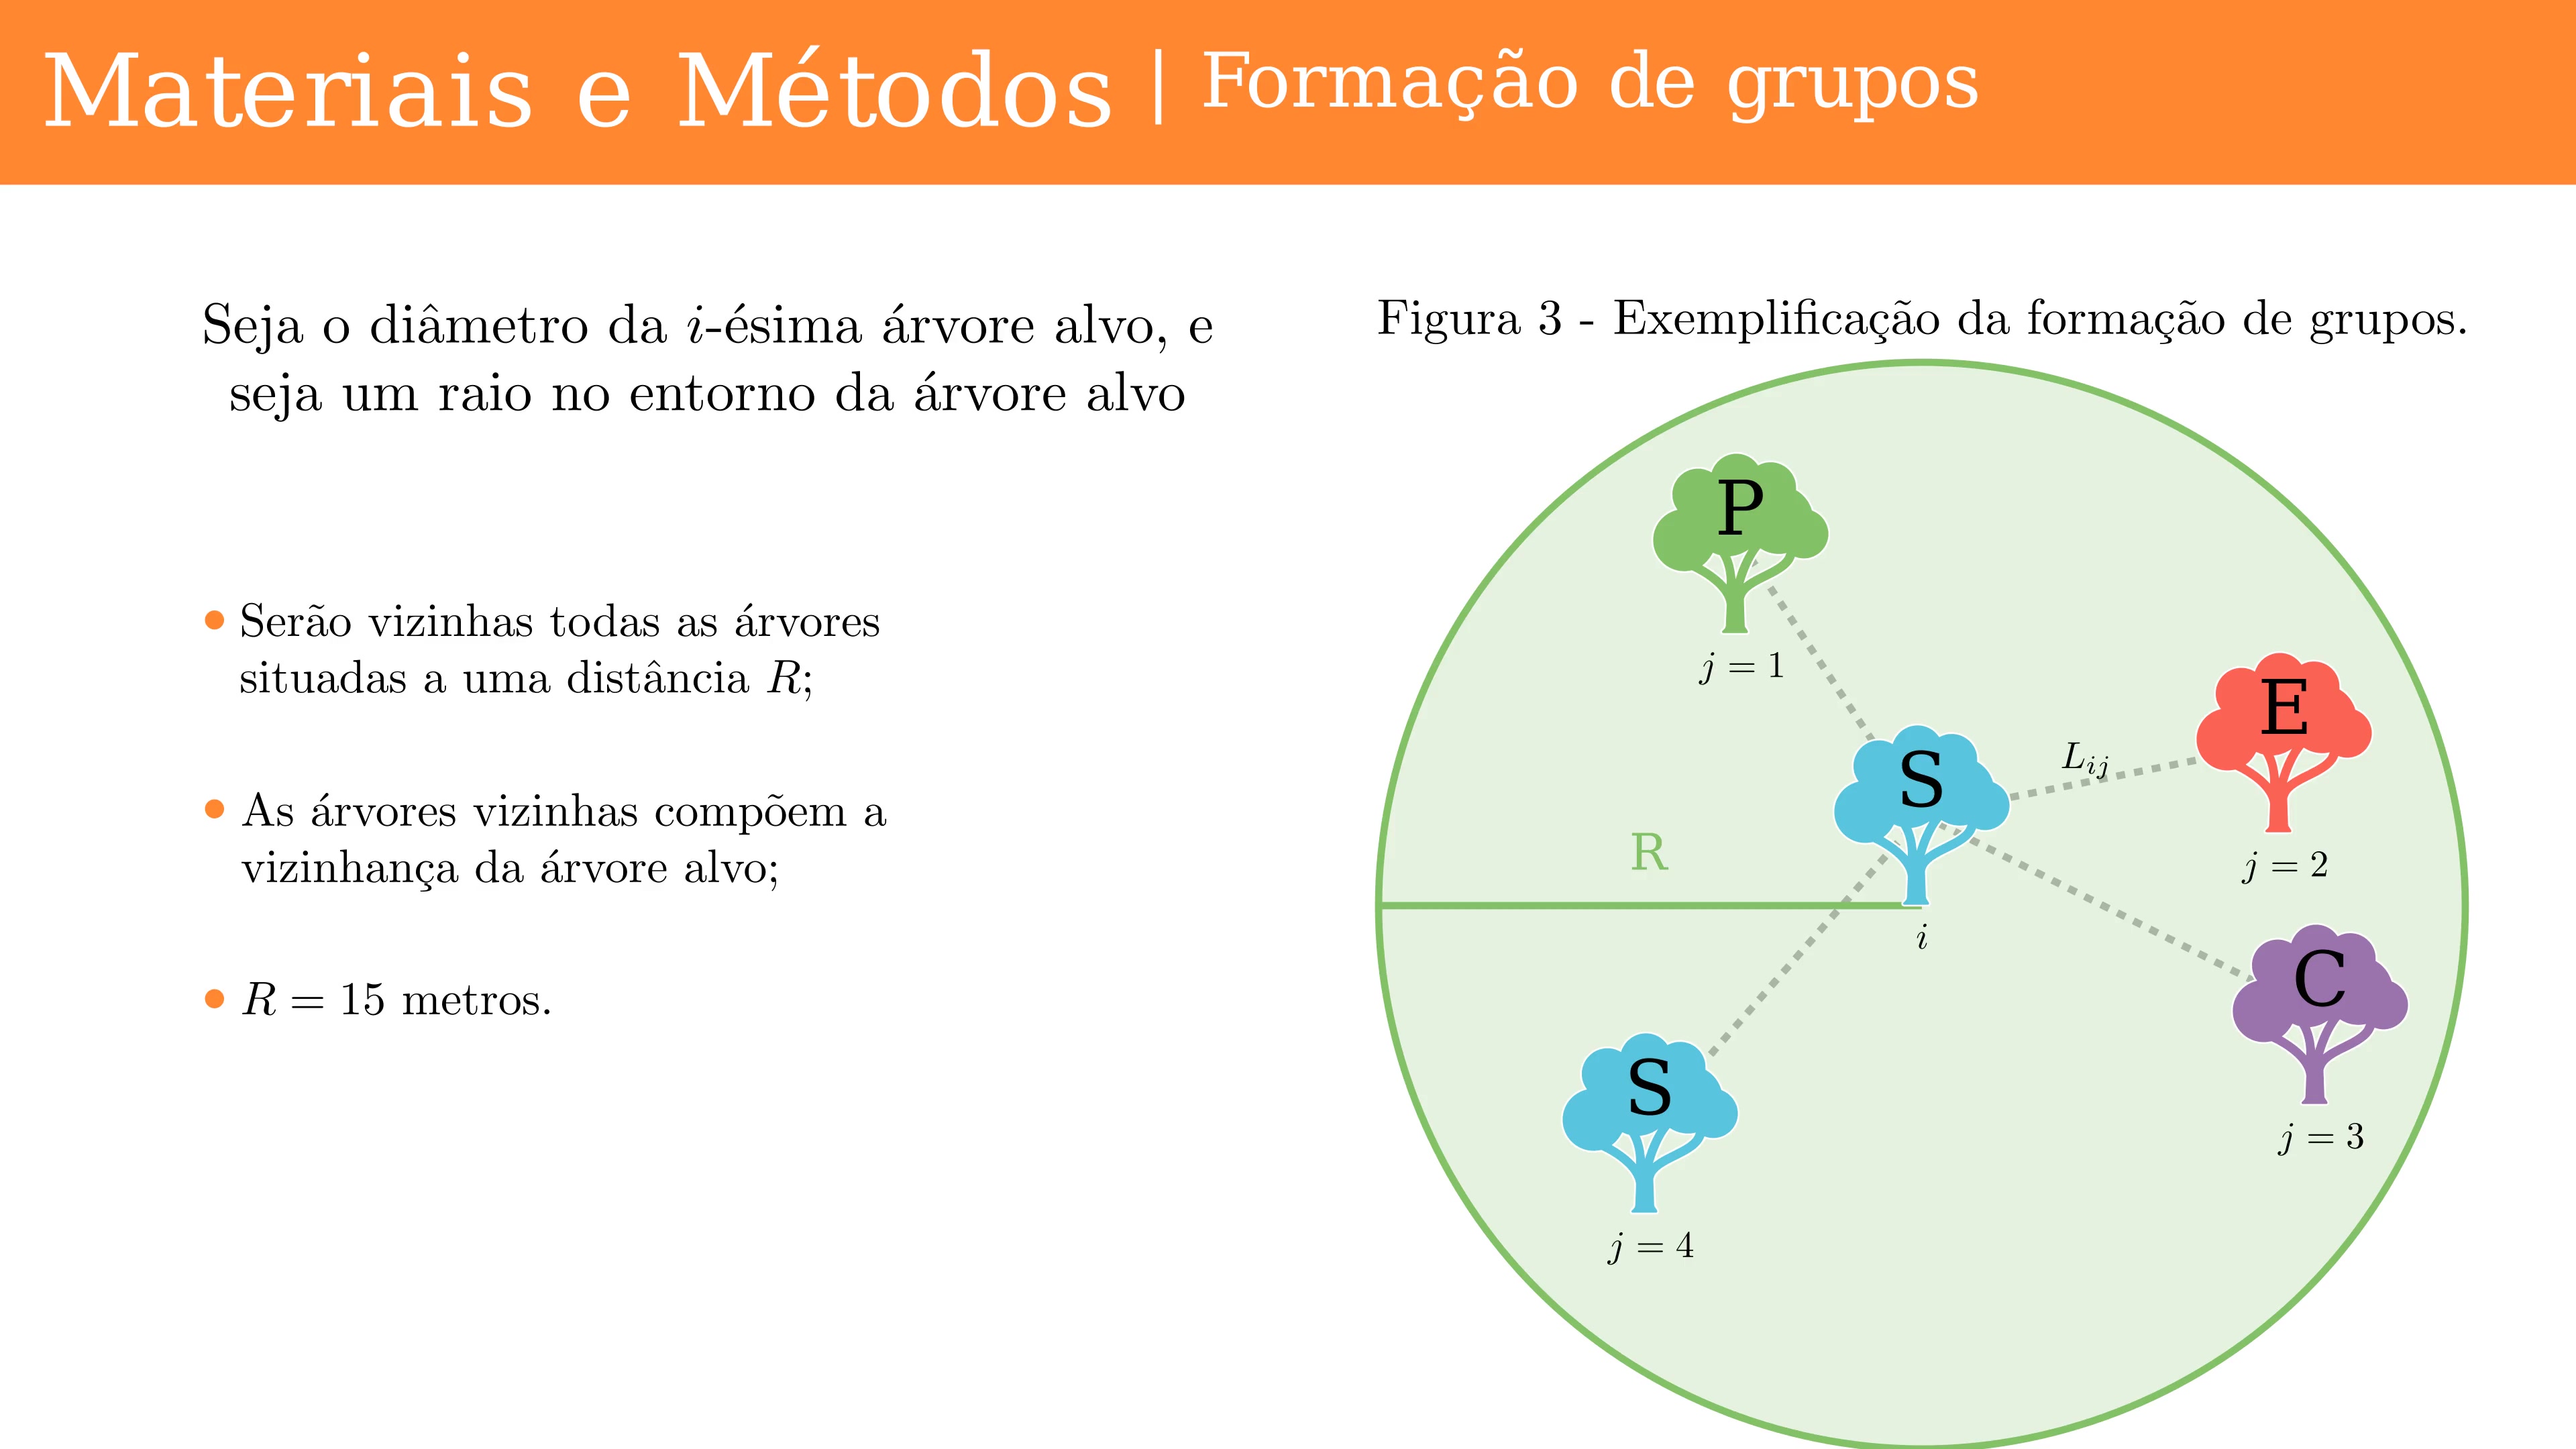 Materiais e Métodos | Formação de grupos
Seja o diâmetro da i-ésima árvore alvo, e
seja um raio no entorno da árvore alvo
Serão vizinhas todas as árvores
situadas a uma distância R;
As árvores vizinhas compõem a
vizinhança da árvore alvo;
R = 15 metros.
Figura 3 - Exemplificação da formação de grupos.
P
j = 1
E
j = 2
L_{ij}
S
i
R
C
j = 3
S
j = 4